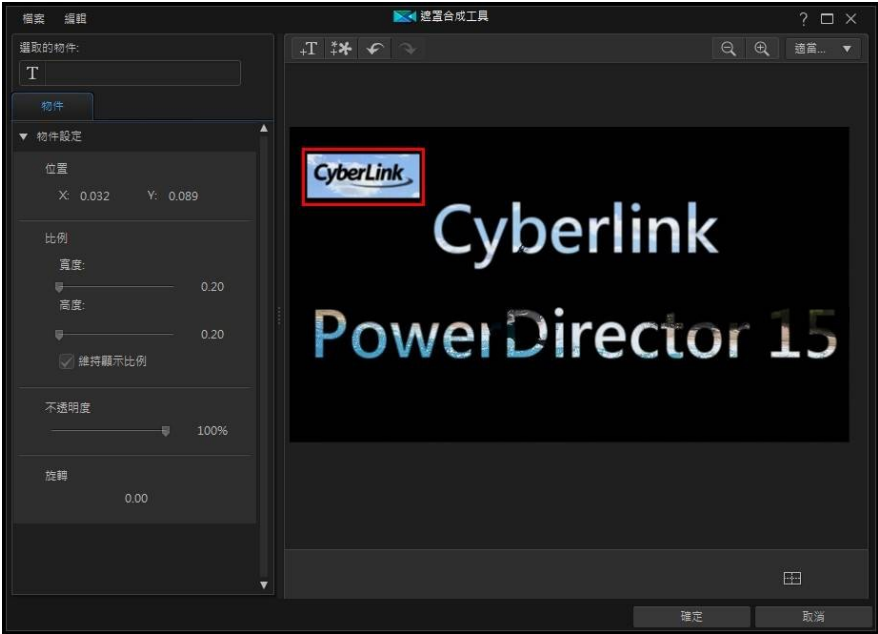 遮罩合成工具
檔案 編輯
? □ ×
選取的物件:
T
+T
適當... ▼
物件
▼ 物件設定
位置
X: 0.032 Y: 0.089
比例
寬度:
0.20
高度:
0.20
維持顯示比例
不透明度
100%
旋轉
0.00
CyberLink
Cyberlink
PowerDirector 15
確定 取消